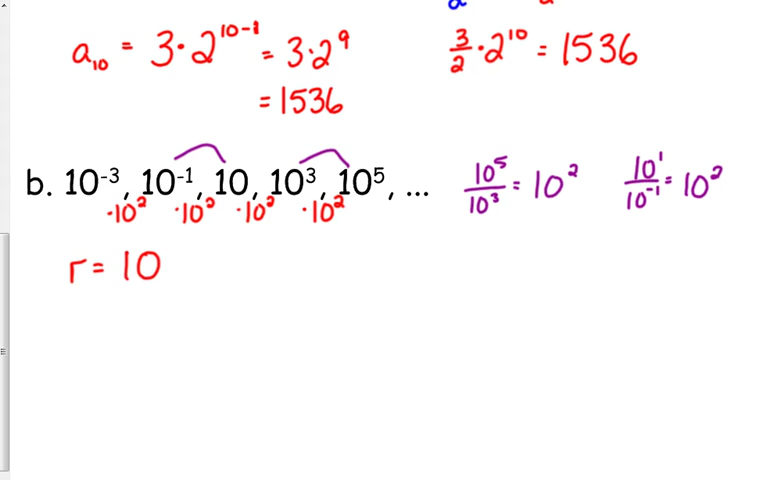 a₁₀ = 3·2¹⁰⁻¹ = 3·2⁹
= 1536
3/2 · 2¹⁰ = 1536
b. 10⁻³, 10⁻¹, 10, 10³, 10⁵, ...
·10² ·10² ·10² ·10²
10⁵/10³ = 10²
10¹/10⁻¹ = 10²
r = 10